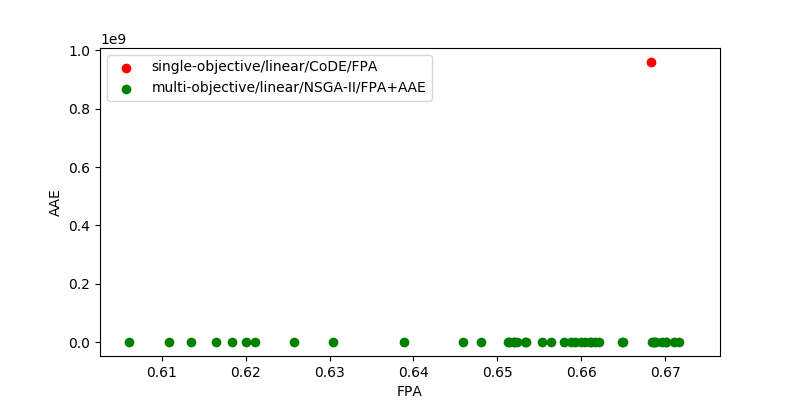 1e9
1.0
single-objective/linear/CoDE/FPA
multi-objective/linear/NSGA-II/FPA+AAE
0.8
0.6
AAE
0.4
0.2
0.0
0.61 0.62 0.63 0.64 0.65 0.66 0.67
FPA